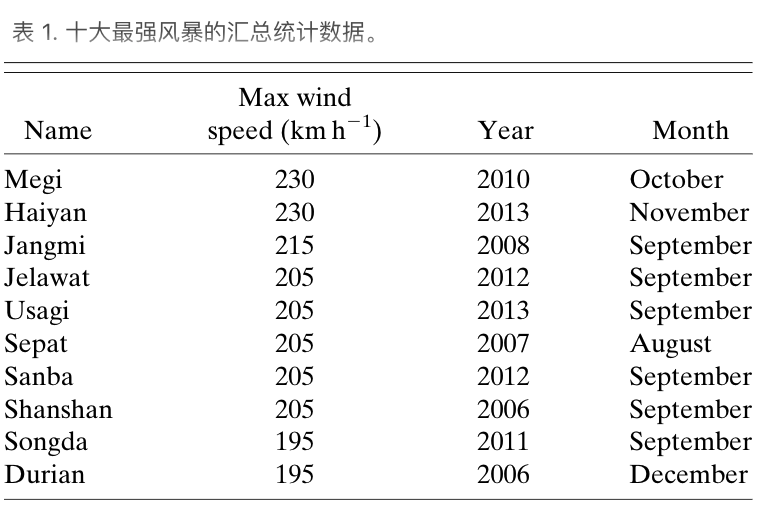 表 1. 十大最强风暴的汇总统计数据。
Max wind
Name speed (km h⁻¹) Year Month
Megi 230 2010 October
Haiyan 230 2013 November
Jangmi 215 2008 September
Jelawat 205 2012 September
Usagi 205 2013 September
Sepat 205 2007 August
Sanba 205 2012 September
Shanshan 205 2006 September
Songda 195 2011 September
Durian 195 2006 December